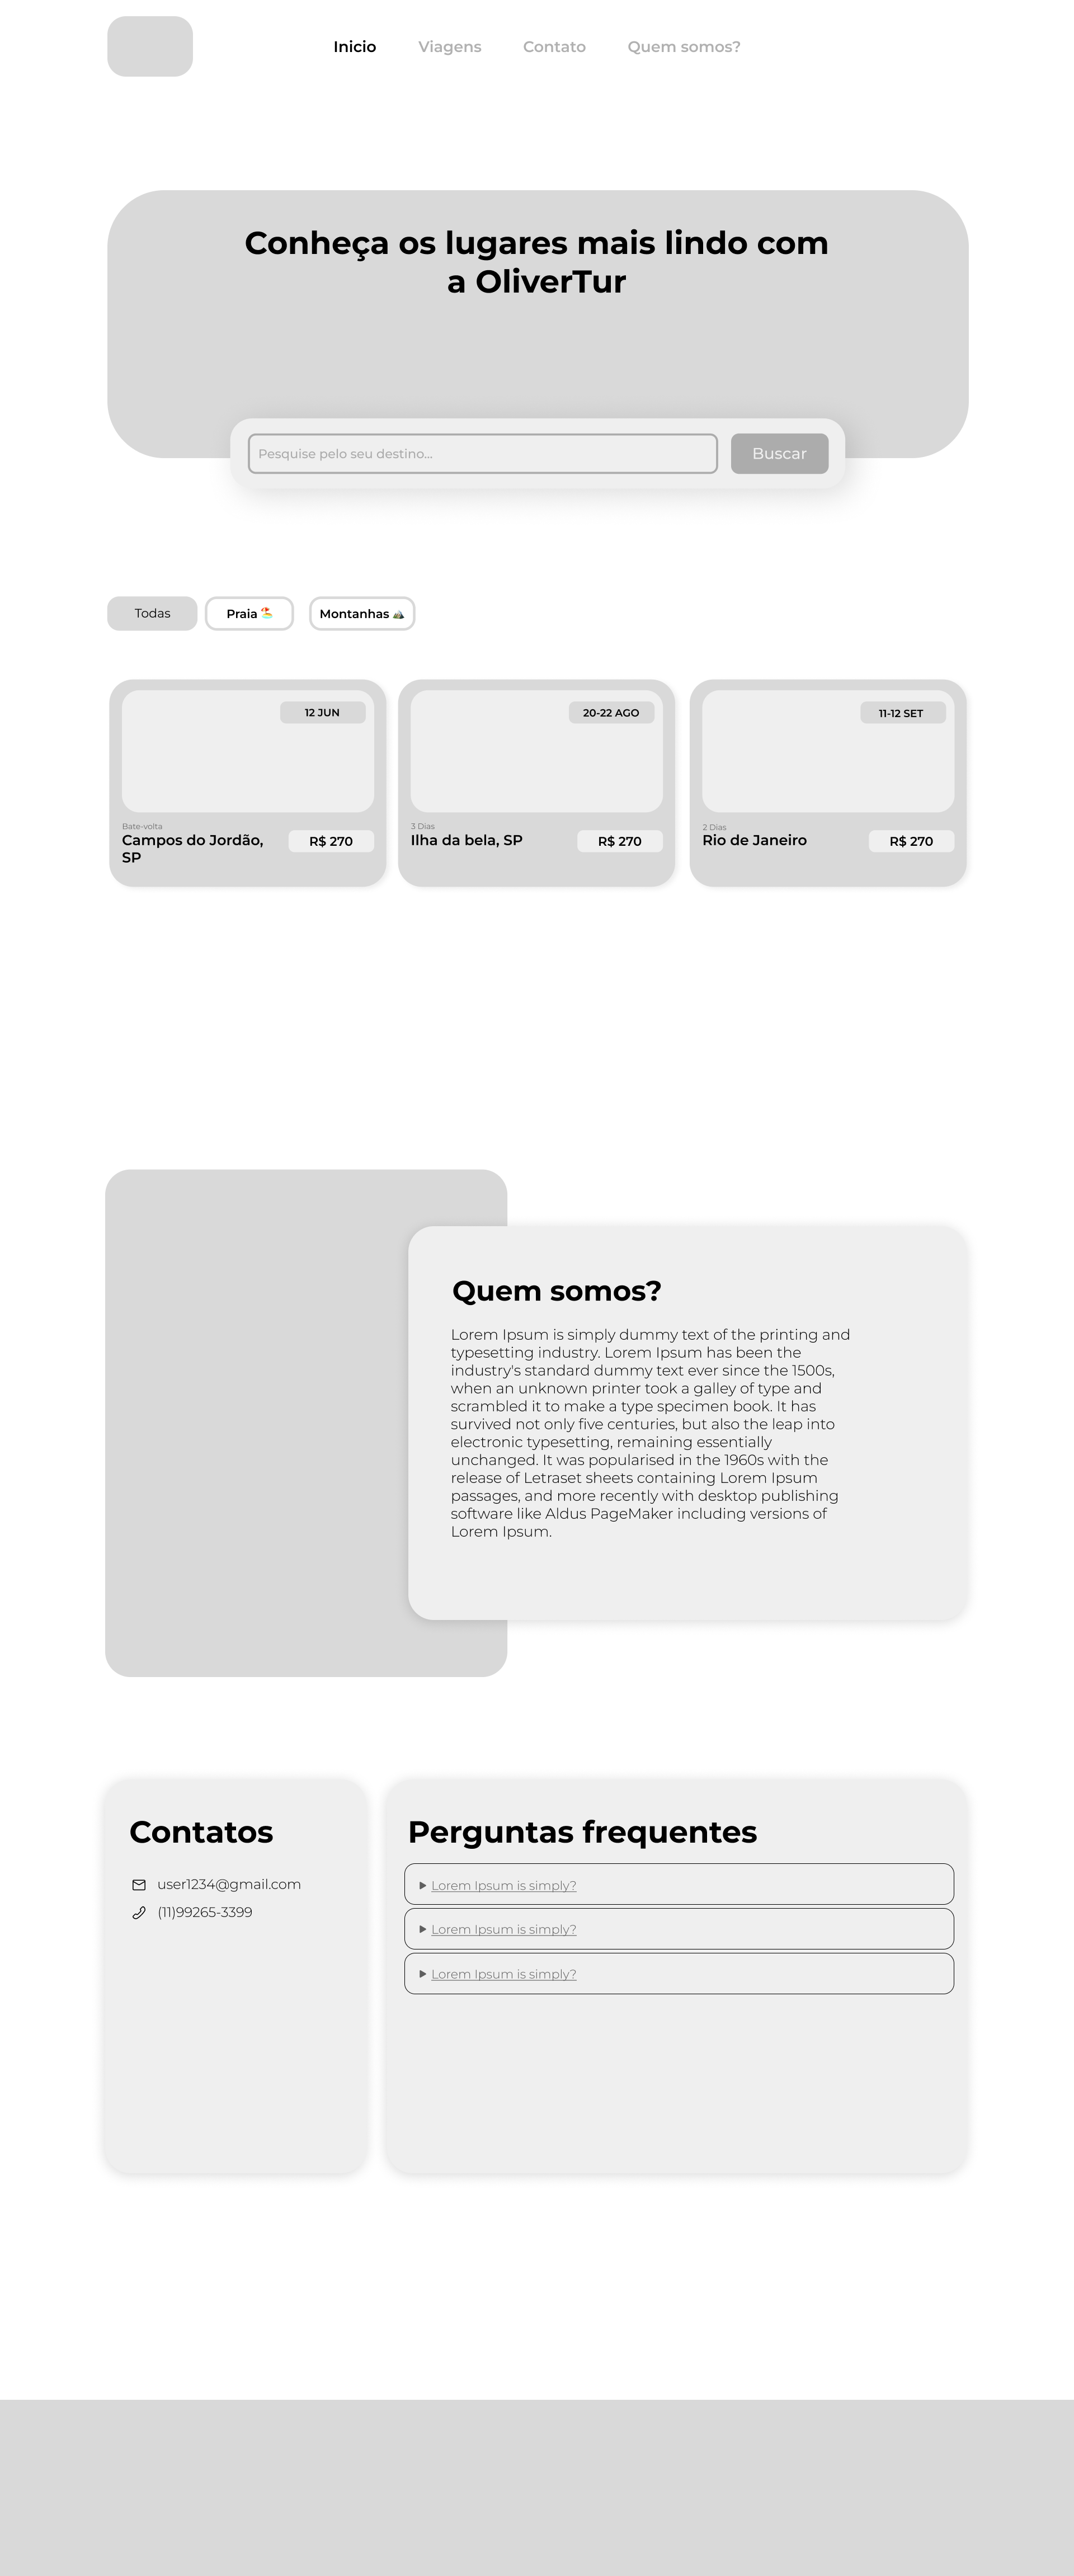 Inicio Viagens Contato Quem somos?
Conheça os lugares mais lindo com
a OliverTur
Pesquise pelo seu destino... Buscar
Todas Praia 🏖️ Montanhas 🏔️
12 JUN
Bate-volta
Campos do Jordão,
SP
R$ 270
20-22 AGO
3 Dias
Ilha da bela, SP
R$ 270
11-12 SET
2 Dias
Rio de Janeiro
R$ 270
Quem somos?
Lorem Ipsum is simply dummy text of the printing and
typesetting industry. Lorem Ipsum has been the
industry's standard dummy text ever since the 1500s,
when an unknown printer took a galley of type and
scrambled it to make a type specimen book. It has
survived not only five centuries, but also the leap into
electronic typesetting, remaining essentially
unchanged. It was popularised in the 1960s with the
release of Letraset sheets containing Lorem Ipsum
passages, and more recently with desktop publishing
software like Aldus PageMaker including versions of
Lorem Ipsum.
Contatos
user1234@gmail.com
(11)99265-3399
Perguntas frequentes
Lorem Ipsum is simply?
Lorem Ipsum is simply?
Lorem Ipsum is simply?